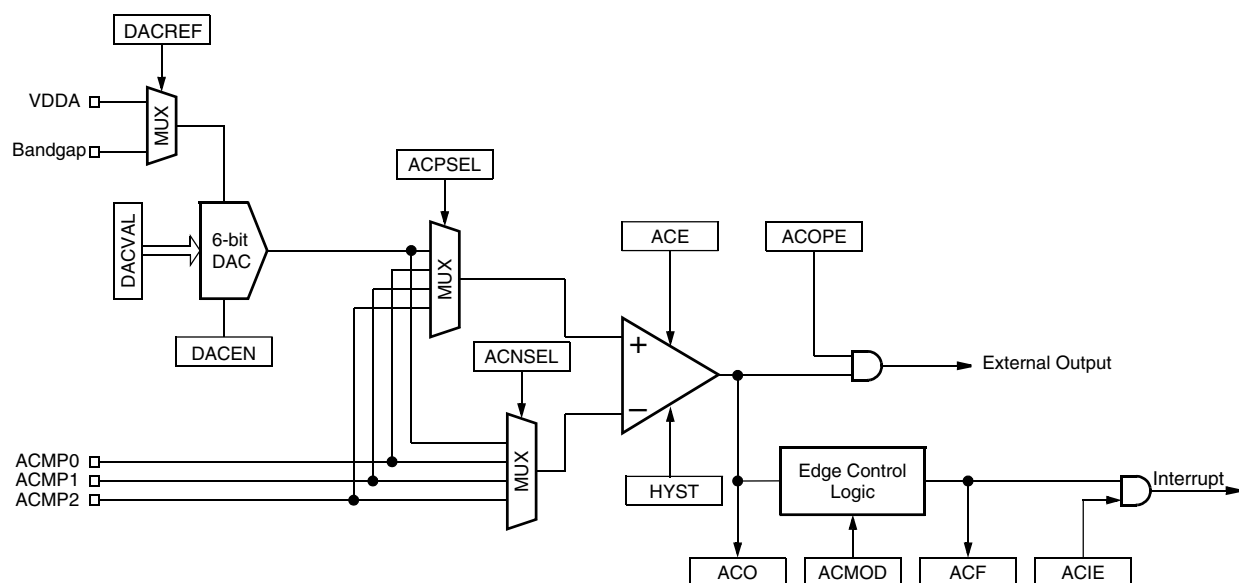 DACREF
VDDA
MUX
Bandgap
ACPSEL
DACVAL
6-bit
DAC
MUX
ACE
ACOPE
DACEN
ACNSEL
+
−
External Output
ACMP0
ACMP1
ACMP2
MUX
HYST
Edge Control
Logic
Interrupt
ACO
ACMOD
ACF
ACIE